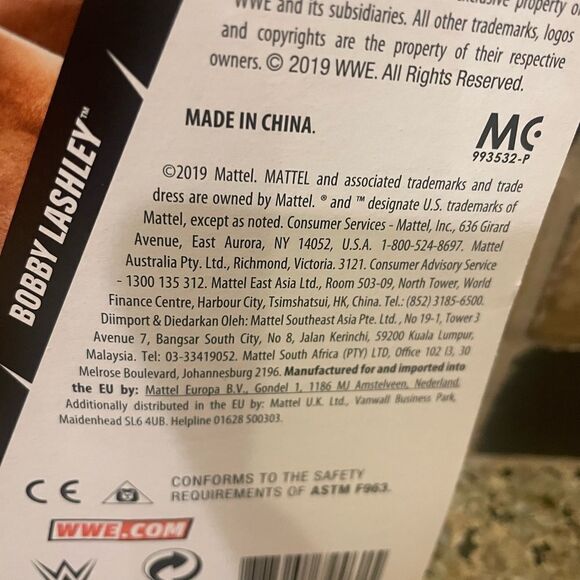 property o
WWE and its subsidiaries. All other trademarks, logos
and copyrights are the property of their respective
owners. © 2019 WWE. All Rights Reserved.
MADE IN CHINA.
MC
993532-P
©2019 Mattel. MATTEL and associated trademarks and trade
dress are owned by Mattel. ® and ™ designate U.S. trademarks of
Mattel, except as noted. Consumer Services - Mattel, Inc., 636 Girard
Avenue, East Aurora, NY 14052, U.S.A. 1-800-524-8697. Mattel
Australia Pty. Ltd., Richmond, Victoria. 3121. Consumer Advisory Service
- 1300 135 312. Mattel East Asia Ltd., Room 503-09, North Tower, World
Finance Centre, Harbour City, Tsimshatsui, HK, China. Tel.: (852) 3185-6500.
Diimport & Diedarkan Oleh: Mattel Southeast Asia Pte. Ltd., No 19-1, Tower 3
Avenue 7, Bangsar South City, No 8, Jalan Kerinchi, 59200 Kuala Lumpur,
Malaysia. Tel: 03-33419052. Mattel South Africa (PTY) LTD, Office 102 I3, 30
Melrose Boulevard, Johannesburg 2196. Manufactured for and imported into
the EU by: Mattel Europa B.V., Gondel 1, 1186 MJ Amstelveen, Nederland.
Additionally distributed in the EU by: Mattel U.K. Ltd., Vanwall Business Park,
Maidenhead SL6 4UB. Helpline 01628 500303.
BOBBY LASHLEY™
CE
CONFORMS TO THE SAFETY
REQUIREMENTS OF ASTM F963.
WWE.COM
W